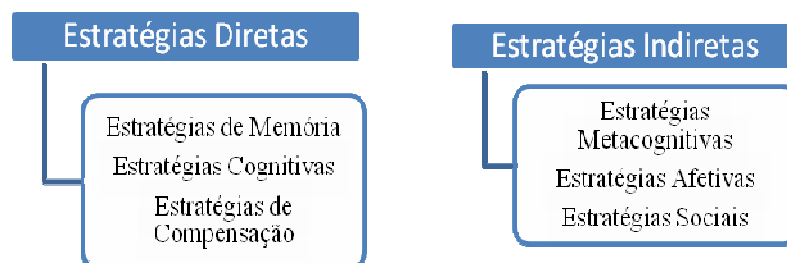 Estratégias Diretas
Estratégias de Memória
Estratégias Cognitivas
Estratégias de
Compensação
Estratégias Indiretas
Estratégias
Metacognitivas
Estratégias Afetivas
Estratégias Sociais